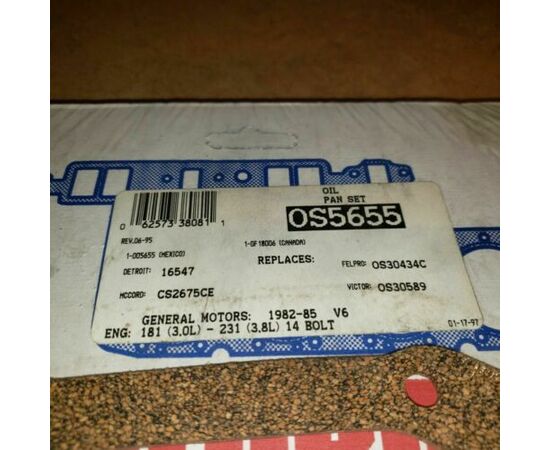 OIL
PAN SET
OS5655
0 62573 38081 1
REV.06-95
1-OS5655 (MEXICO)
1-GF18006 (CANADA)
REPLACES:
FELPRO: OS30434C
DETROIT: 16547
MCCORD: CS2675CE
VICTOR: OS30589
GENERAL MOTORS: 1982-85 V6
ENG: 181 (3.0L) - 231 (3.8L) 14 BOLT
01-17-97